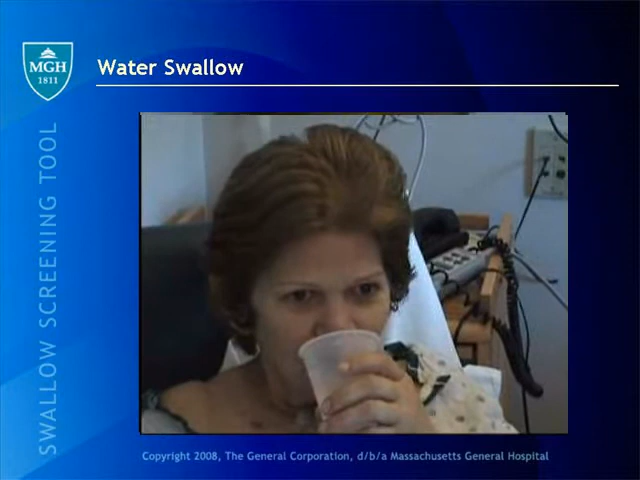 MGH
1811
Water Swallow
SWALLOW SCREENING TOOL
Copyright 2008, The General Corporation, d/b/a Massachusetts General Hospital